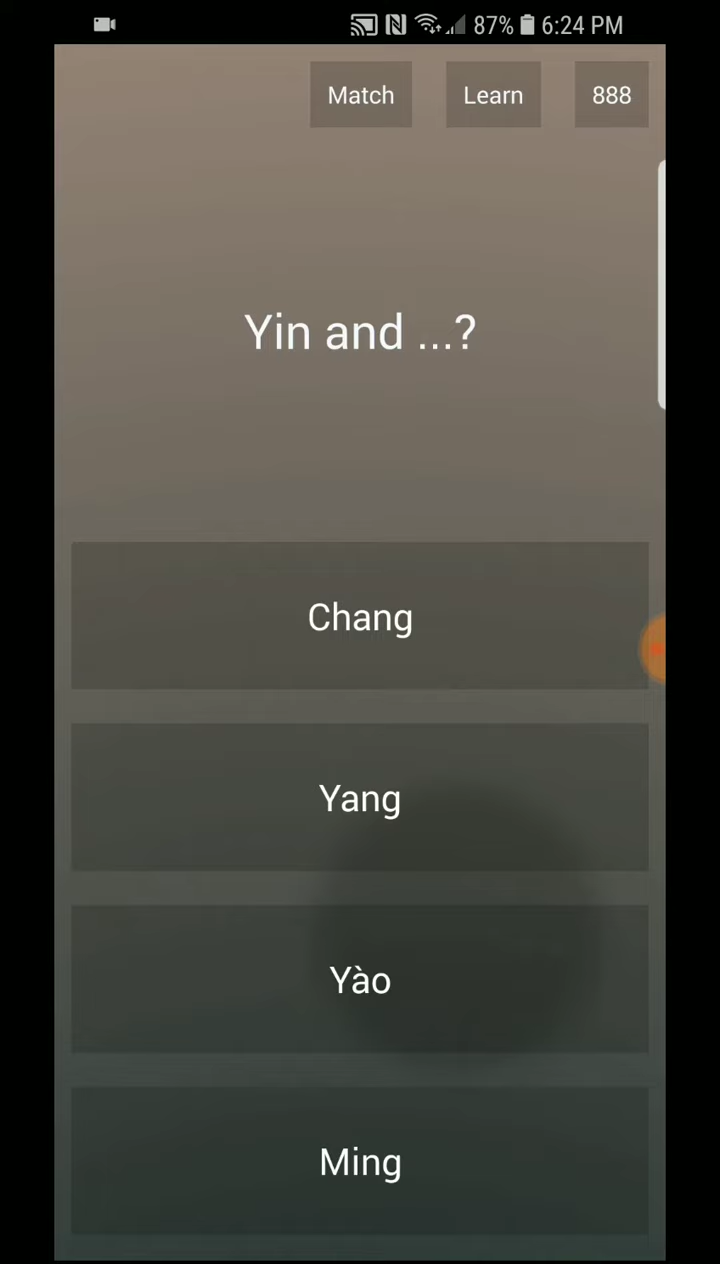 87% 6:24 PM
Match Learn 888
Yin and ...?
Chang
Yang
Yào
Ming